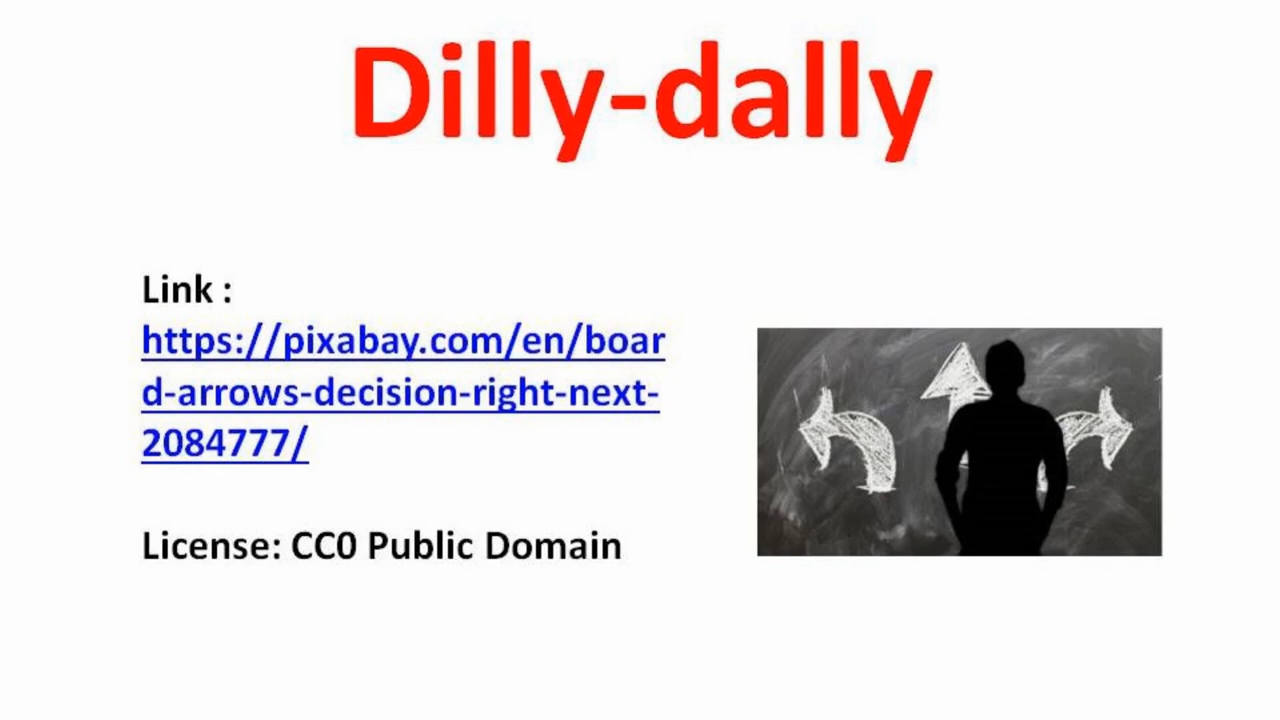 Dilly-dally
Link :
https://pixabay.com/en/boar
d-arrows-decision-right-next-
2084777/
License: CC0 Public Domain